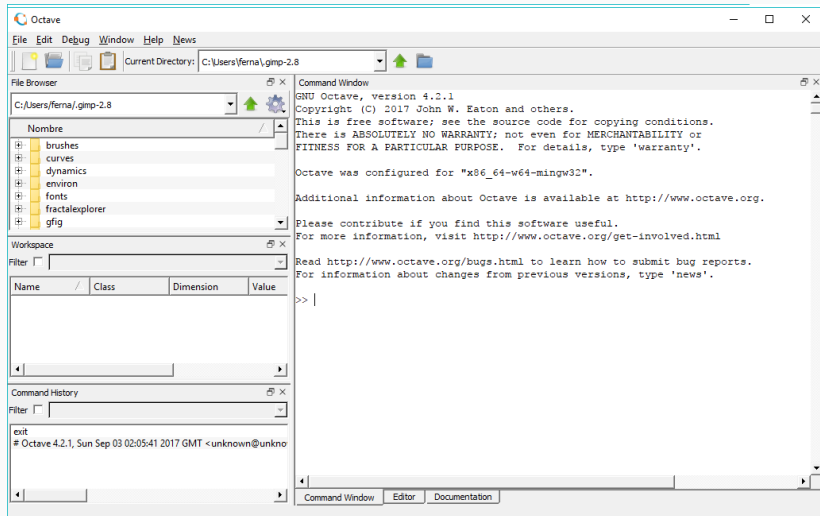 Octave
File Edit Debug Window Help News
Current Directory: C:\Users\ferna\.gimp-2.8
File Browser
C:/Users/ferna/.gimp-2.8
Nombre
brushes
curves
dynamics
environ
fonts
fractalexplorer
gfig
Workspace
Filter
Name Class Dimension Value
Command History
Filter
exit
# Octave 4.2.1, Sun Sep 03 02:05:41 2017 GMT <unknown@unkno
Command Window
GNU Octave, version 4.2.1
Copyright (C) 2017 John W. Eaton and others.
This is free software; see the source code for copying conditions.
There is ABSOLUTELY NO WARRANTY; not even for MERCHANTABILITY or
FITNESS FOR A PARTICULAR PURPOSE.  For details, type 'warranty'.
Octave was configured for "x86_64-w64-mingw32".
Additional information about Octave is available at http://www.octave.org.
Please contribute if you find this software useful.
For more information, visit http://www.octave.org/get-involved.html
Read http://www.octave.org/bugs.html to learn how to submit bug reports.
For information about changes from previous versions, type 'news'.
>>
Command Window Editor Documentation